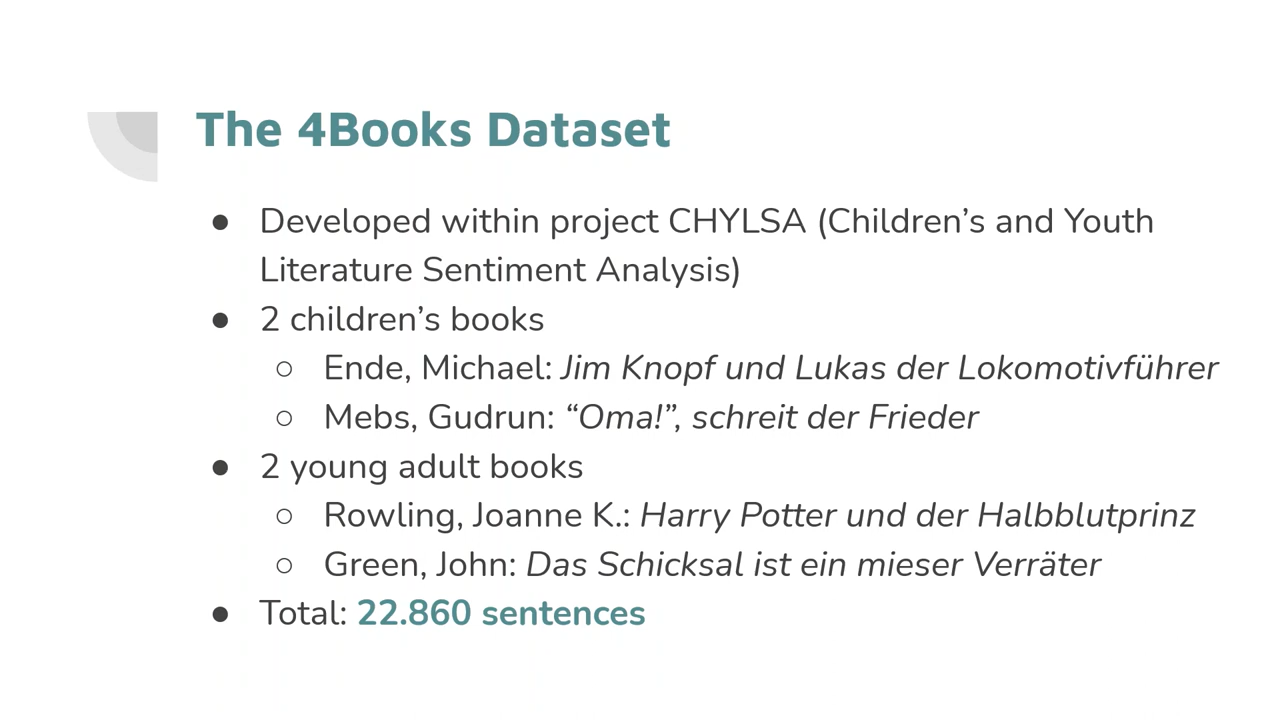 The 4Books Dataset
● Developed within project CHYLSA (Children’s and Youth
Literature Sentiment Analysis)
● 2 children’s books
○ Ende, Michael: Jim Knopf und Lukas der Lokomotivführer
○ Mebs, Gudrun: “Oma!”, schreit der Frieder
● 2 young adult books
○ Rowling, Joanne K.: Harry Potter und der Halbblutprinz
○ Green, John: Das Schicksal ist ein mieser Verräter
● Total: 22.860 sentences